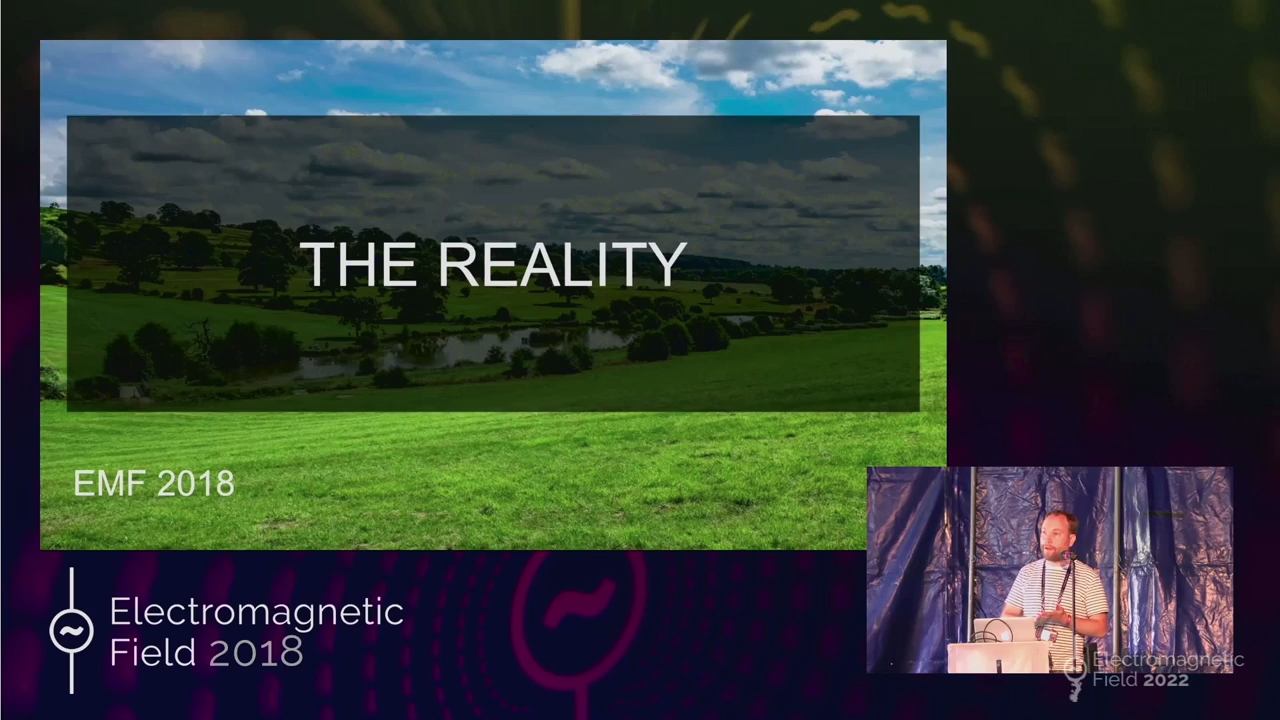 THE REALITY
EMF 2018
Electromagnetic
Field 2018
Electromagnetic
Field 2022